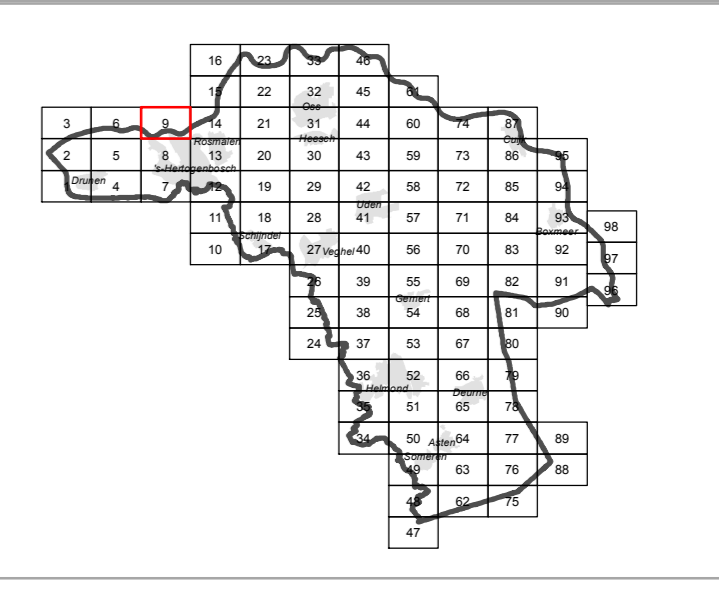 16 23 33 46
15 22 32 45 61
Oss
3 6 9 14 21 31 44 60 74 87
Rosmalen Heesch Cuijk
2 5 8 13 20 30 43 59 73 86 95
's-Hertogenbosch
Drunen
1 4 7 12 19 29 42 58 72 85 94
Uden
11 18 28 41 57 71 84 93 98
Schijndel Boxmeer
10 17 27 Veghel 40 56 70 83 92 97
26 39 55 69 82 91 96
Gemert
25 38 54 68 81 90
24 37 53 67 80
36 52 66 79
Helmond Deurne
35 51 65 78
34 50 Asten 64 77 89
Someren
49 63 76 88
48 62 75
47